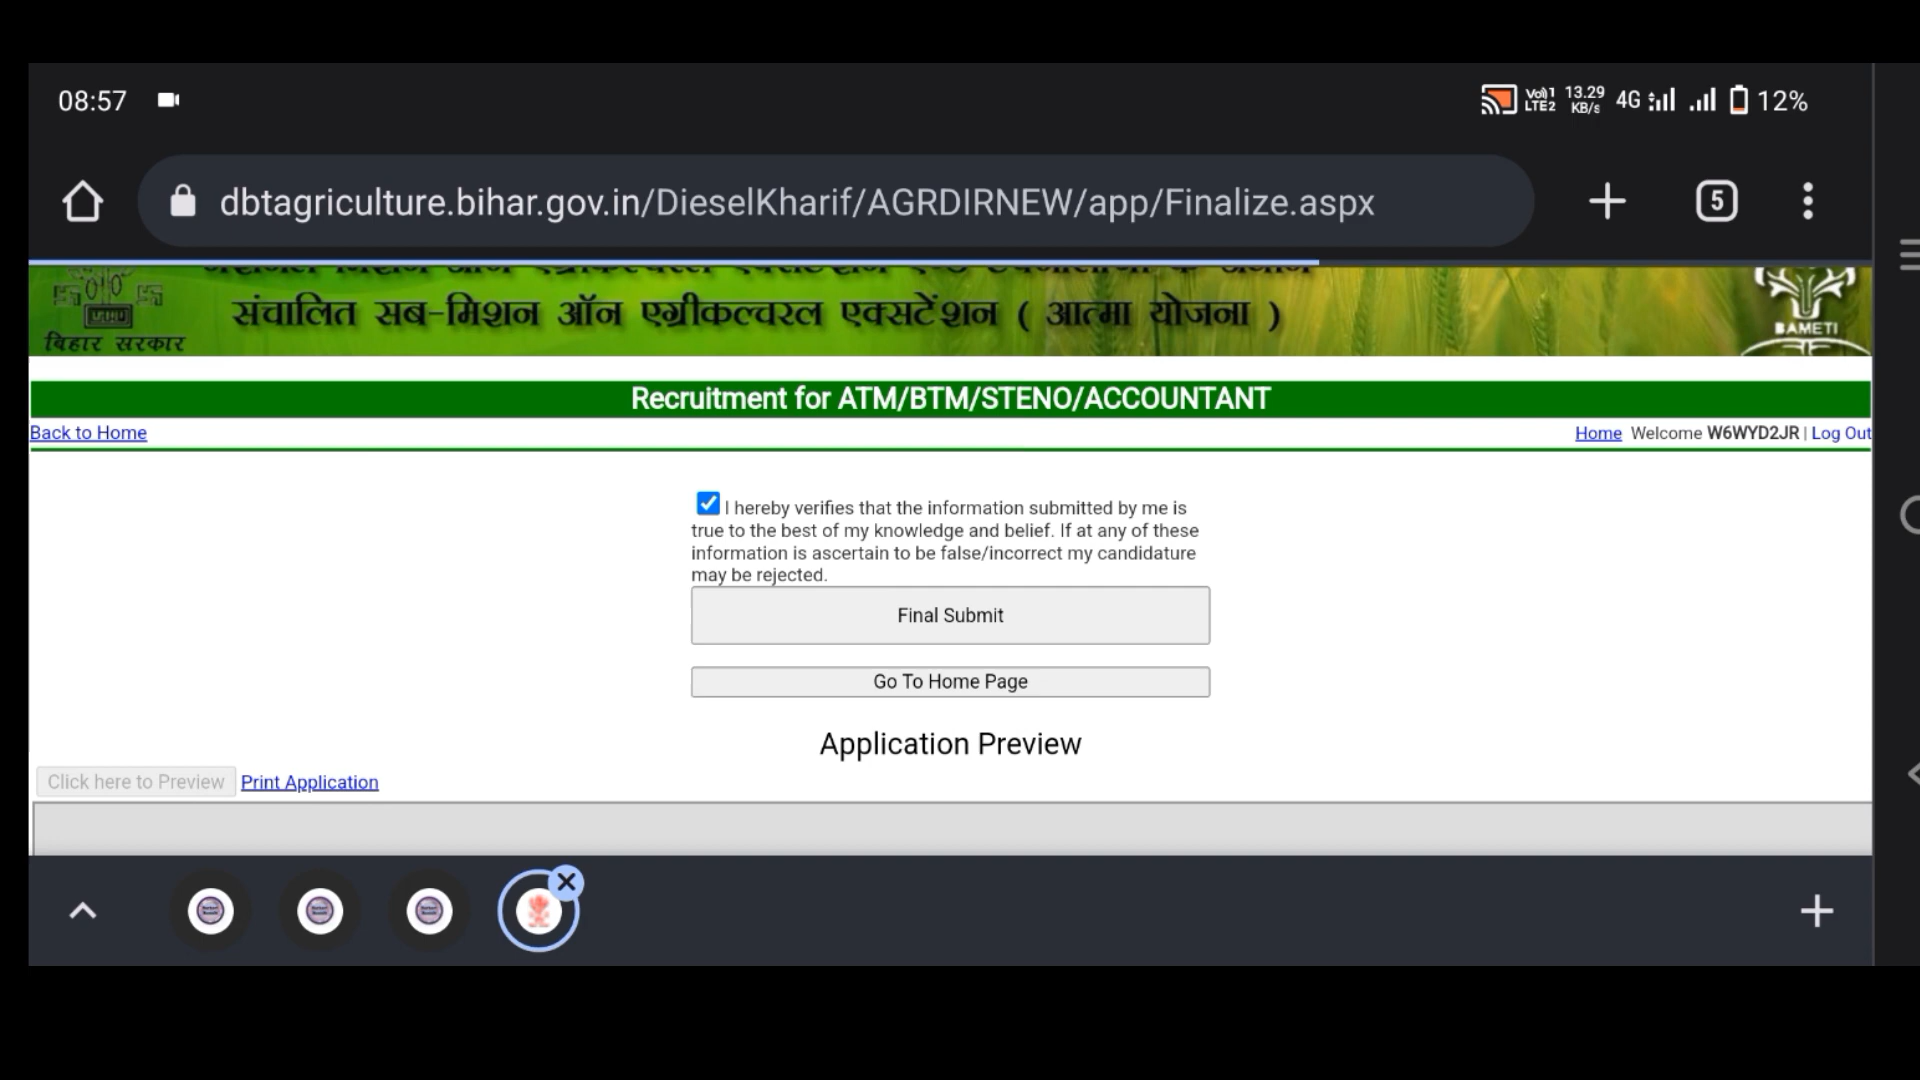 08:57
Vo)) 1 LTE2 13.29 KB/s 4G 12%
dbtagriculture.bihar.gov.in/DieselKharif/AGRDIRNEW/app/Finalize.aspx
5
संचालित सब-मिशन ऑन एग्रीकल्चरल एक्सटेंशन ( आत्मा योजना )
बिहार सरकार
BAMETI
Recruitment for ATM/BTM/STENO/ACCOUNTANT
Back to Home
Home Welcome W6WYD2JR | Log Out
I hereby verifies that the information submitted by me is
true to the best of my knowledge and belief. If at any of these
information is ascertain to be false/incorrect my candidature
may be rejected.
Final Submit
Go To Home Page
Application Preview
Click here to Preview Print Application